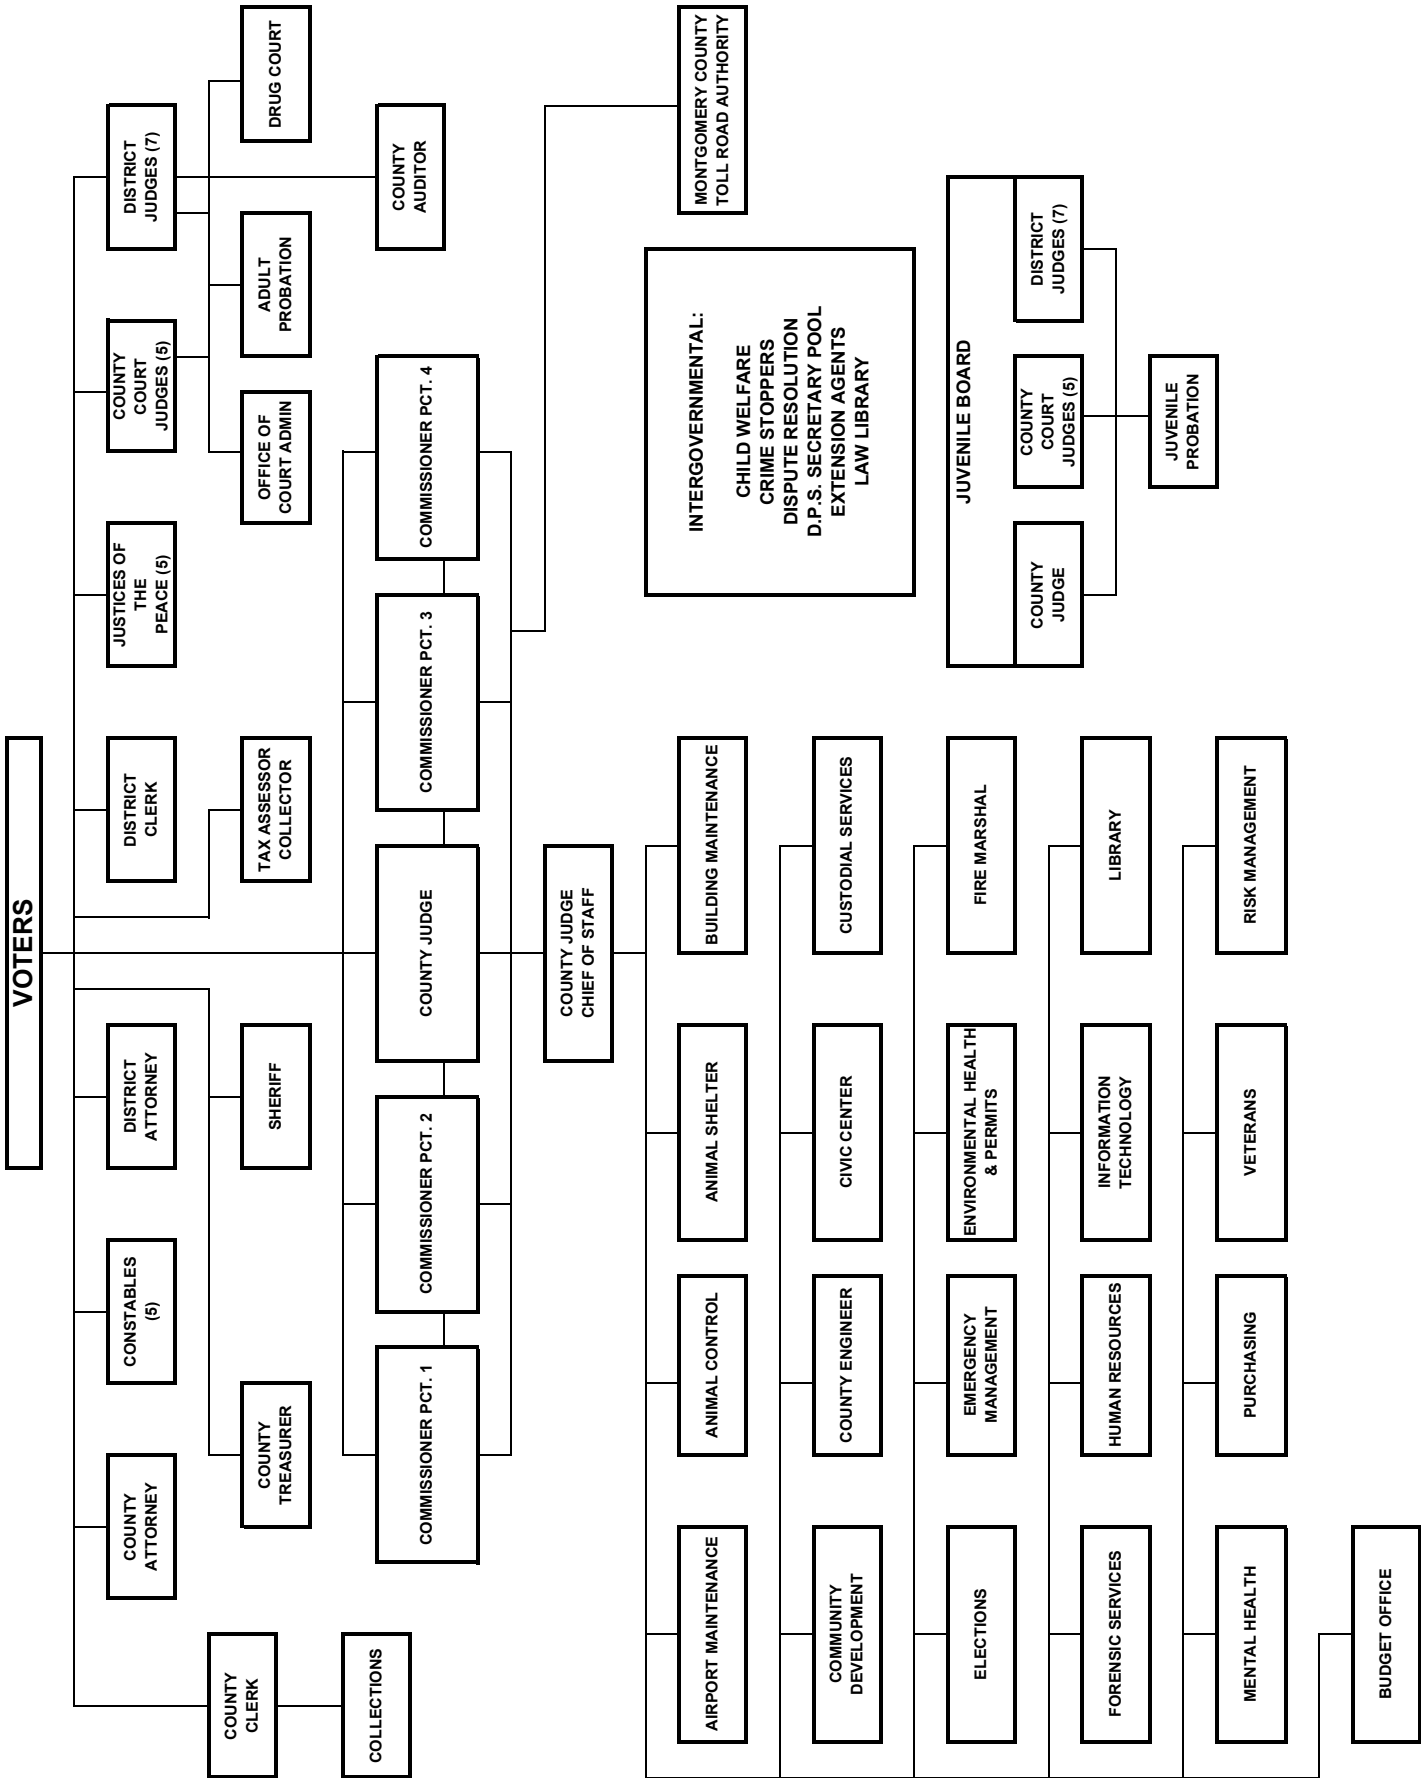 VOTERS
COUNTY
ATTORNEY
CONSTABLES
(5)
DISTRICT
ATTORNEY
DISTRICT
CLERK
JUSTICES OF
THE
PEACE (5)
COUNTY
COURT
JUDGES (5)
DISTRICT
JUDGES (7)
COUNTY
CLERK
COUNTY
TREASURER
SHERIFF
TAX ASSESSOR
COLLECTOR
OFFICE OF
COURT ADMIN
ADULT
PROBATION
DRUG COURT
COLLECTIONS
COMMISSIONER PCT. 1
COMMISSIONER PCT. 2
COUNTY JUDGE
COMMISSIONER PCT. 3
COMMISSIONER PCT. 4
COUNTY
AUDITOR
COUNTY JUDGE
CHIEF OF STAFF
AIRPORT MAINTENANCE
ANIMAL CONTROL
ANIMAL SHELTER
BUILDING MAINTENANCE
MONTGOMERY COUNTY
TOLL ROAD AUTHORITY
COMMUNITY
DEVELOPMENT
COUNTY ENGINEER
CIVIC CENTER
CUSTODIAL SERVICES
INTERGOVERNMENTAL:
CHILD WELFARE
CRIME STOPPERS
DISPUTE RESOLUTION
D.P.S. SECRETARY POOL
EXTENSION AGENTS
LAW LIBRARY
ELECTIONS
EMERGENCY
MANAGEMENT
ENVIRONMENTAL HEALTH
& PERMITS
FIRE MARSHAL
JUVENILE BOARD
COUNTY
JUDGE
COUNTY
COURT
JUDGES (5)
DISTRICT
JUDGES (7)
FORENSIC SERVICES
HUMAN RESOURCES
INFORMATION
TECHNOLOGY
LIBRARY
JUVENILE
PROBATION
MENTAL HEALTH
PURCHASING
VETERANS
RISK MANAGEMENT
BUDGET OFFICE